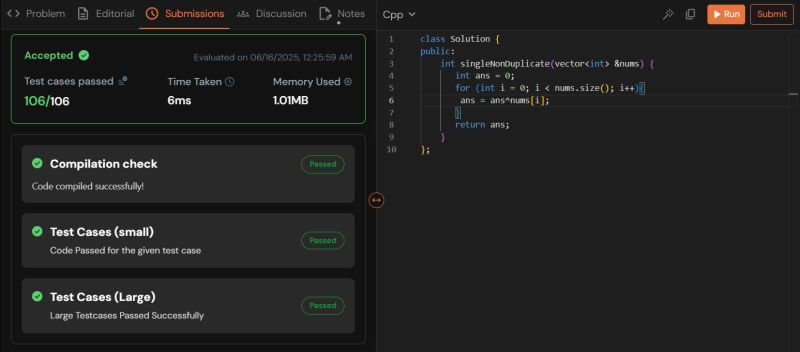 Problem Editorial Submissions Discussion Notes
Accepted Evaluated on 06/16/2025, 12:25:59 AM
Test cases passed Time Taken Memory Used
106/106 6ms 1.01MB
Compilation check Passed
Code compiled successfully!
Test Cases (small) Passed
Code Passed for the given test case
Test Cases (Large) Passed
Large Testcases Passed Successfully
Cpp Run Submit
1 class Solution {
2 public:
3 int singleNonDuplicate(vector<int> &nums) {
4 int ans = 0;
5 for (int i = 0; i < nums.size(); i++){
6 ans = ans^nums[i];
7 }
8 return ans;
9 }
10 };